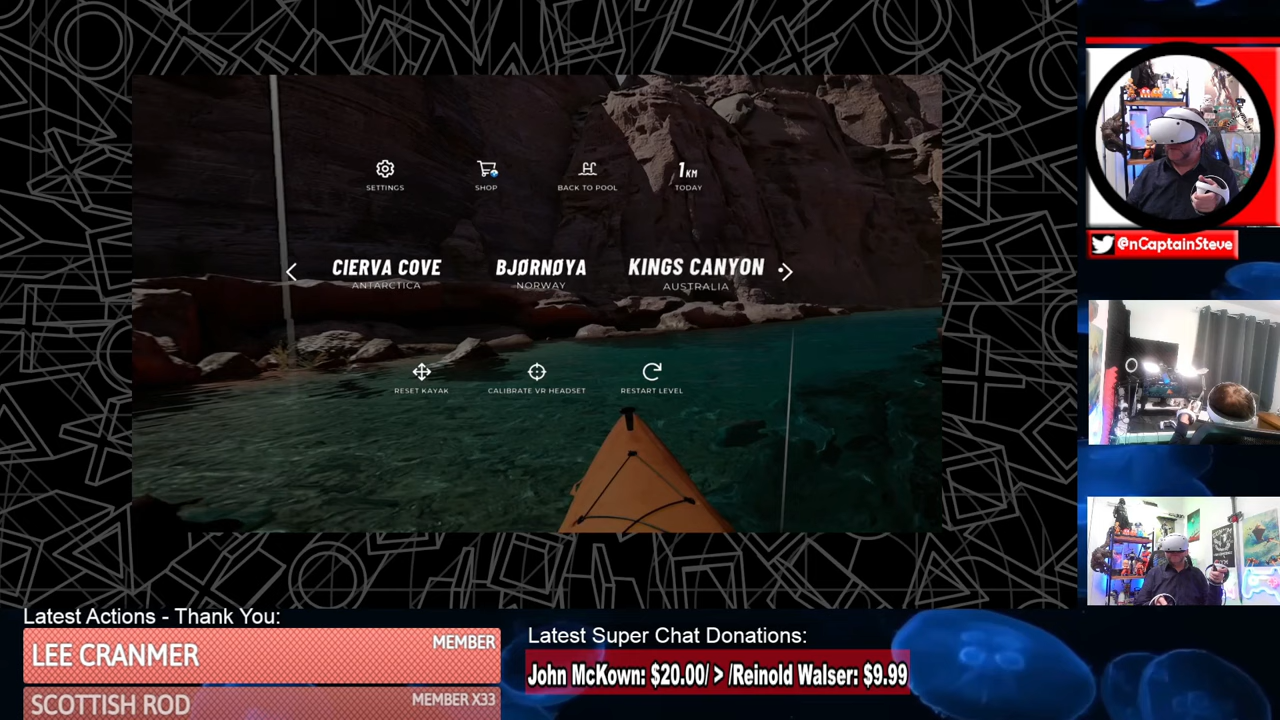 SETTINGS
SHOP
BACK TO POOL
1 KM
TODAY
@nCaptainSteve
CIERVA COVE
ANTARCTICA
BJØRNØYA
NORWAY
KINGS CANYON
AUSTRALIA
RESET KAYAK
CALIBRATE VR HEADSET
RESTART LEVEL
Latest Actions - Thank You:
LEE CRANMER MEMBER
SCOTTISH ROD MEMBER X33
Latest Super Chat Donations:
John McKown: $20.00/ > /Reinold Walser: $9.99